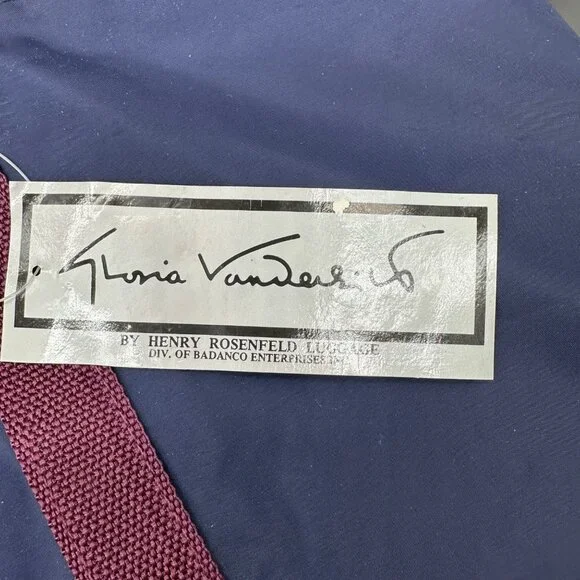 Gloria Vanderbilt
BY HENRY ROSENFELD LUGGAGE
DIV. OF BADANCO ENTERPRISES INC.